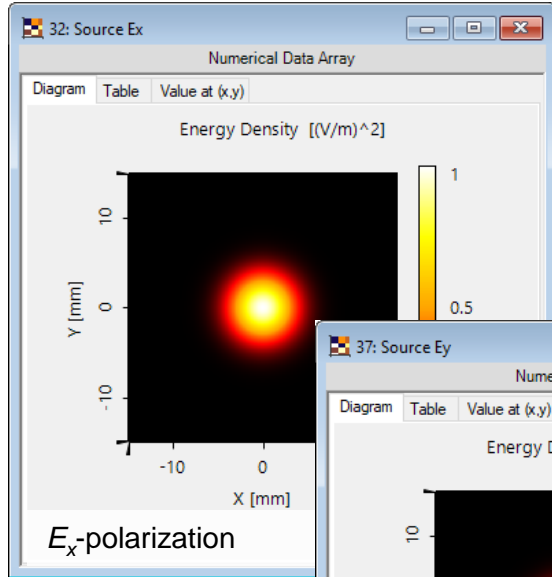 32: Source Ex
Numerical Data Array
Diagram Table Value at (x,y)
Energy Density [(V/m)^2]
1
10
0.5
0
Y [mm]
-10
-10 0
X [mm]
Ex-polarization
37: Source Ey
Diagram Table Value at (x,y)
10